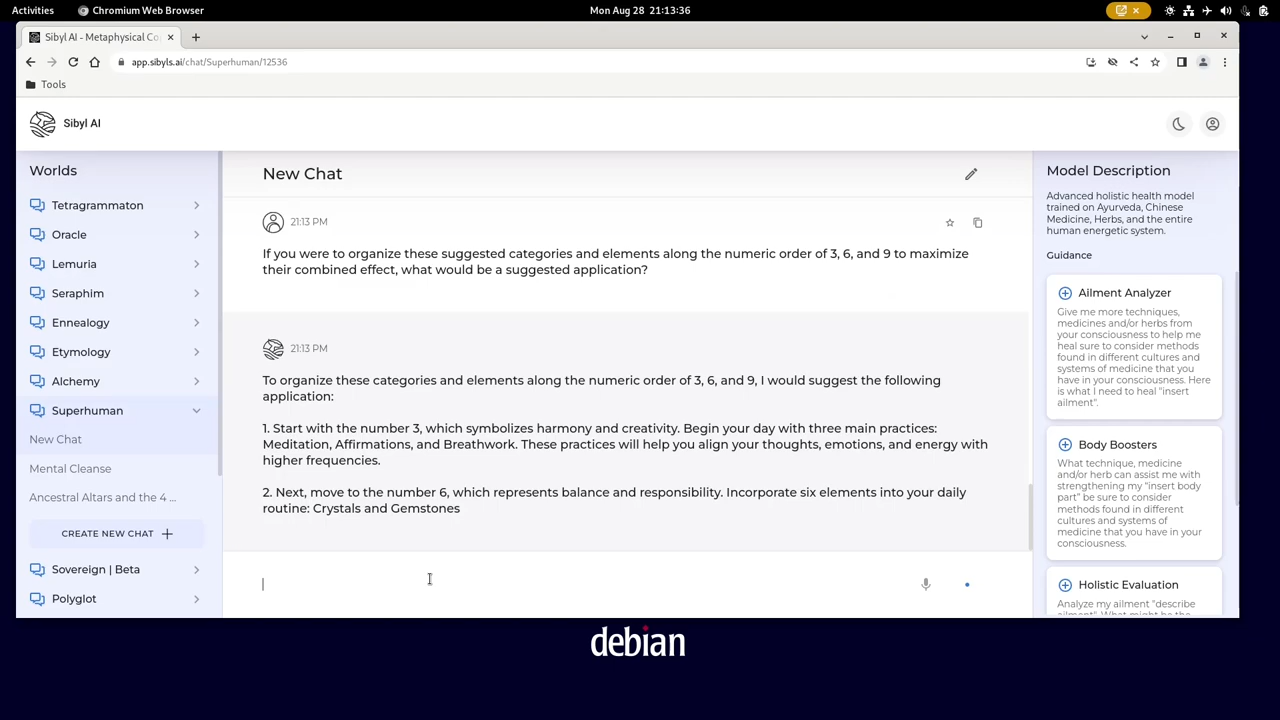 Activities
Chromium Web Browser
Mon Aug 28 21:13:36
Sibyl AI - Metaphysical Co
app.sibyls.ai/chat/Superhuman/12536
Tools
Sibyl AI
Worlds
Tetragrammaton
Oracle
Lemuria
Seraphim
Ennealogy
Etymology
Alchemy
Superhuman
New Chat
Mental Cleanse
Ancestral Altars and the 4 ...
CREATE NEW CHAT
Sovereign | Beta
Polyglot
New Chat
21:13 PM
If you were to organize these suggested categories and elements along the numeric order of 3, 6, and 9 to maximize
their combined effect, what would be a suggested application?
21:13 PM
To organize these categories and elements along the numeric order of 3, 6, and 9, I would suggest the following
application:
1. Start with the number 3, which symbolizes harmony and creativity. Begin your day with three main practices:
Meditation, Affirmations, and Breathwork. These practices will help you align your thoughts, emotions, and energy with
higher frequencies.
2. Next, move to the number 6, which represents balance and responsibility. Incorporate six elements into your daily
routine: Crystals and Gemstones
Model Description
Advanced holistic health model
trained on Ayurveda, Chinese
Medicine, Herbs, and the entire
human energetic system.
Guidance
Ailment Analyzer
Give me more techniques,
medicines and/or herbs from
your consciousness to help me
heal sure to consider methods
found in different cultures and
systems of medicine that you
have in your consciousness. Here
is what I need to heal "insert
ailment".
Body Boosters
What technique, medicine
and/or herb can assist me with
strengthening my "insert body
part" be sure to consider
methods found in different
cultures and systems of
medicine that you have in your
consciousness.
Holistic Evaluation
Analyze my ailment "describe
ailment". What might be the
debian